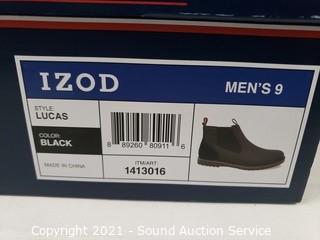 IZOD
MEN'S 9
STYLE:
LUCAS
COLOR:
BLACK
MADE IN CHINA
8 89260 80911 6
ITM/ART:
1413016
Copyright 2021 - Sound Auction Service